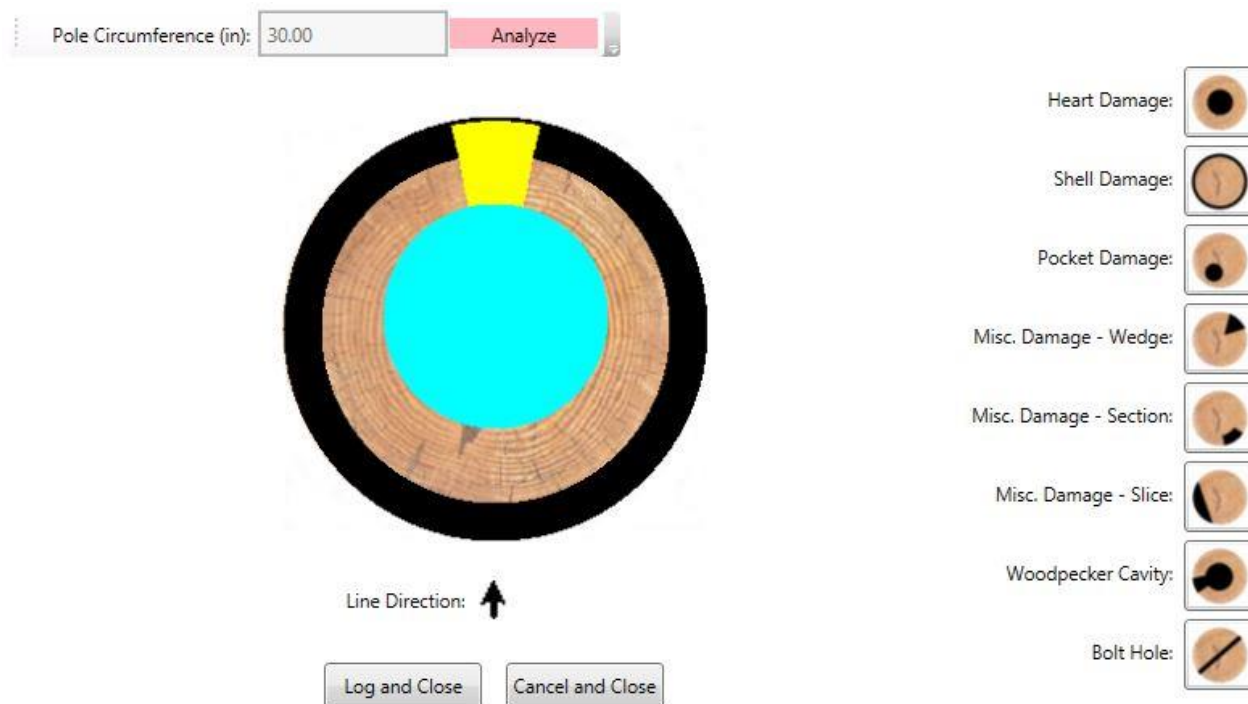 Pole Circumference (in): 30.00 Analyze
Heart Damage:
Shell Damage:
Pocket Damage:
Misc. Damage - Wedge:
Misc. Damage - Section:
Misc. Damage - Slice:
Woodpecker Cavity:
Bolt Hole:
Line Direction:
Log and Close
Cancel and Close